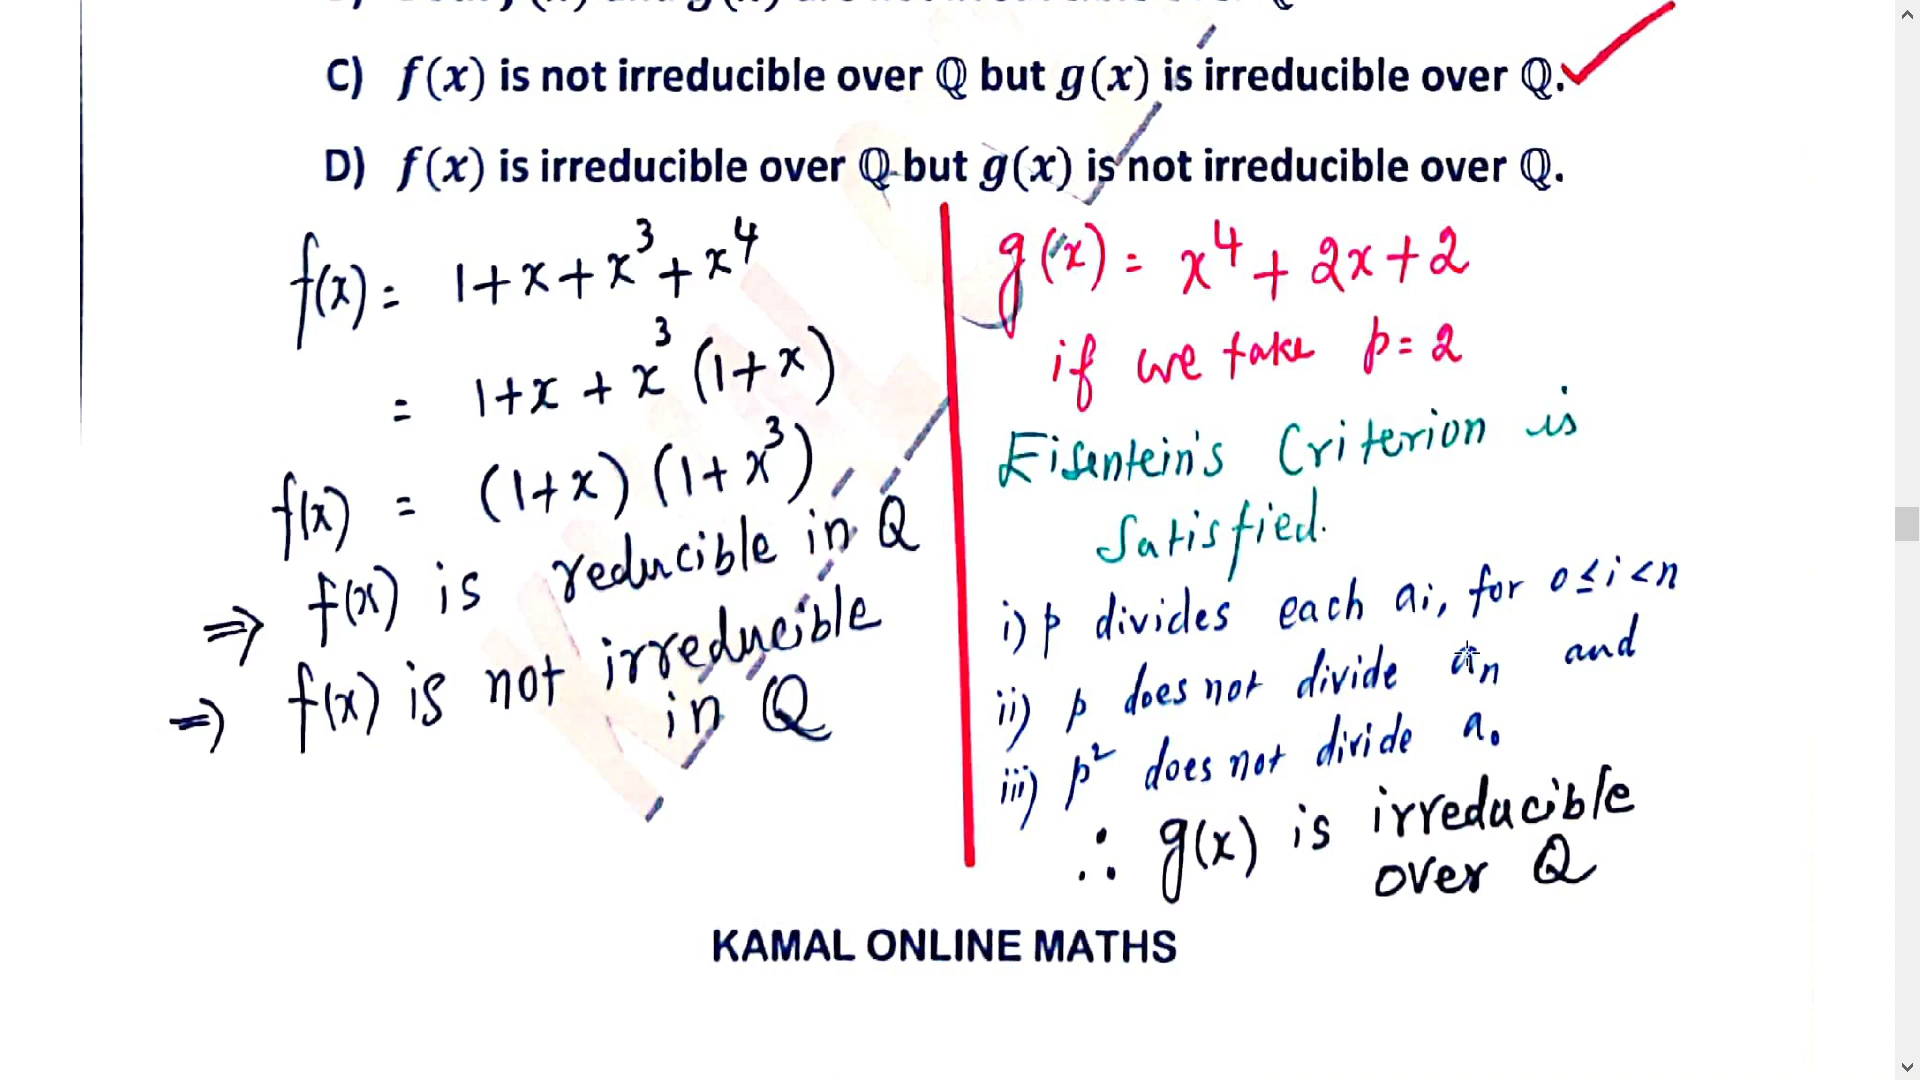 C) f(x) is not irreducible over ℚ but g(x) is irreducible over ℚ.
D) f(x) is irreducible over ℚ but g(x) is not irreducible over ℚ.
f(x) = 1+x+x³+x⁴
= 1+x + x³ (1+x)
f(x) = (1+x) (1+x³)
⇒ f(x) is reducible in Q
⇒ f(x) is not irreducible
in Q
g(x) = x⁴ + 2x + 2
if we take p = 2
Eisentein's Criterion is
Satisfied.
i) p divides each ai, for 0≤i<n
ii) p does not divide an and
iii) p² does not divide a₀
∴ g(x) is irreducible
over Q
KAMAL ONLINE MATHS